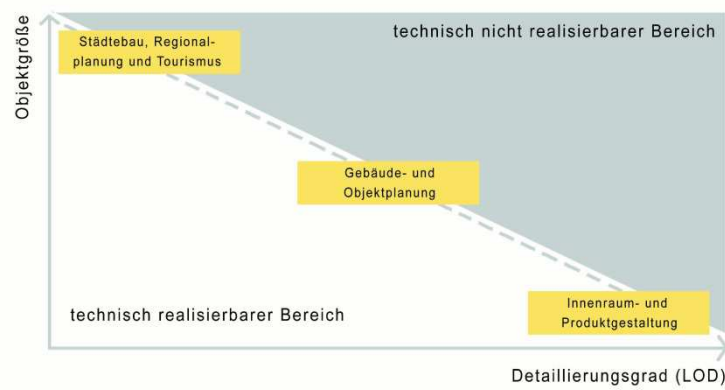 technisch nicht realisierbarer Bereich
Städtebau, Regional-
planung und Tourismus
Objektgröße
Gebäude- und
Objektplanung
Innenraum- und
Produktgestaltung
technisch realisierbarer Bereich
Detaillierungsgrad (LOD)